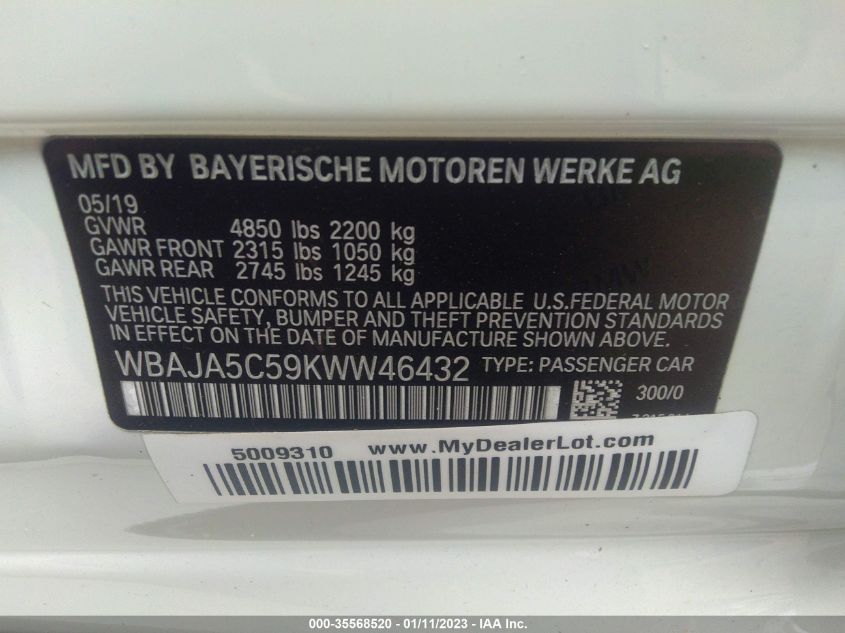 MFD BY BAYERISCHE MOTOREN WERKE AG
05/19
GVWR 4850 lbs 2200 kg
GAWR FRONT 2315 lbs 1050 kg
GAWR REAR 2745 lbs 1245 kg
THIS VEHICLE CONFORMS TO ALL APPLICABLE U.S.FEDERAL MOTOR
VEHICLE SAFETY, BUMPER AND THEFT PREVENTION STANDARDS
IN EFFECT ON THE DATE OF MANUFACTURE SHOWN ABOVE.
WBAJA5C59KWW46432 TYPE: PASSENGER CAR
300/0
5009310 www.MyDealerLot.com
000-35568520 - 01/11/2023 - IAA Inc.